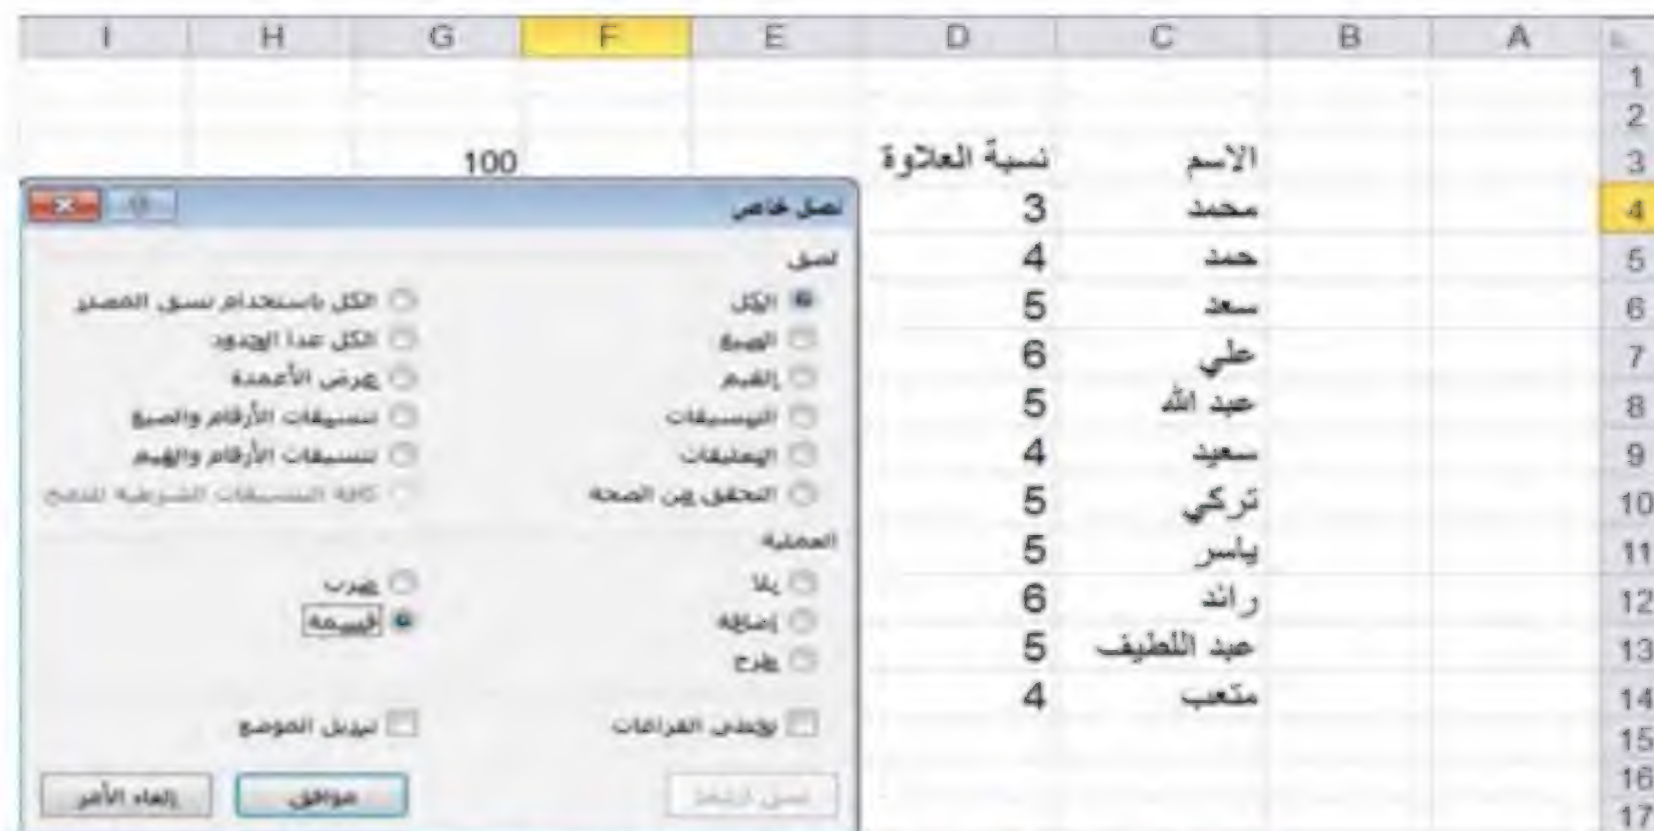 A B C D E F G H I
1
2
3 الاسم نسبة العلاوة 100
4 محمد 3
5 حمد 4
6 سعد 5
7 علي 6
8 عبد الله 5
9 سعيد 4
10 تركي 5
11 ياسر 5
12 رائد 6
13 عبد اللطيف 5
14 متعب 4
15
16
17
لصق خاص
لصق
الكل الكل باستخدام نسق المصدر
الصيغ الكل عدا الحدود
القيم عرض الأعمدة
التنسيقات تنسيقات الأرقام والصيغ
التعليقات تنسيقات الأرقام والقيم
التحقق من الصحة كافة التنسيقات الشرطية للدمج
العملية
بلا ضرب
إضافة قسمة
طرح
تخطي الفراغات تبديل الموضع
لصق ارتباط موافق إلغاء الأمر